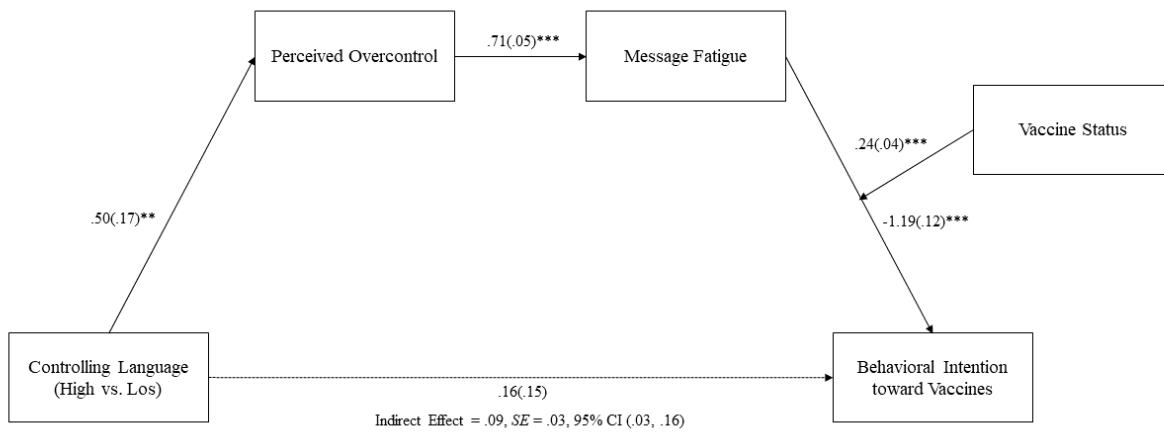 Perceived Overcontrol
.71(.05)***
Message Fatigue
Vaccine Status
.24(.04)***
.50(.17)**
-1.19(.12)***
Controlling Language
(High vs. Los)
Behavioral Intention
toward Vaccines
.16(.15)
Indirect Effect = .09, SE = .03, 95% CI (.03, .16)